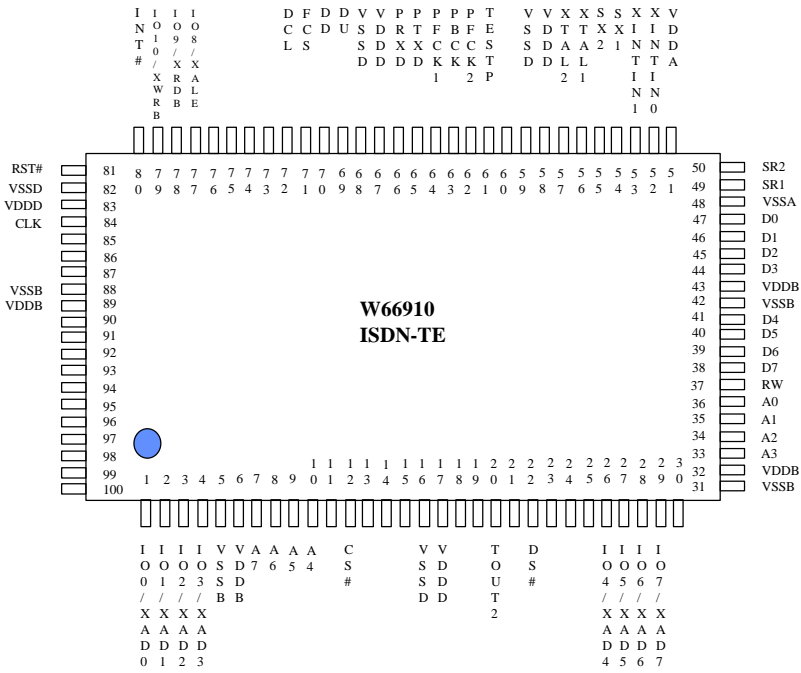 INT#
IO10/XWRB
IO9/XRDB
IO8/XALE
DCL
FCS
DD
DU
VSSD
VDDD
PRXD
PTXD
PFCK1
PBCK
PFCK2
TESTP
VSSD
VDDD
XTAL2
XTAL1
SX2
SX1
XINTIN1
XINTIN0
VDDA
80 79 78 77 76 75 74 73 72 71 70 69 68 67 66 65 64 63 62 61 60 59 58 57 56 55 54 53 52 51
RST# 81
VSSD 82
VDDD 83
CLK 84
85
86
87
VSSB 88
VDDB 89
90
91
92
93
94
95
96
97
98
99
100
W66910
ISDN-TE
50 SR2
49 SR1
48 VSSA
47 D0
46 D1
45 D2
44 D3
43 VDDB
42 VSSB
41 D4
40 D5
39 D6
38 D7
37 RW
36 A0
35 A1
34 A2
33 A3
32 VDDB
31 VSSB
1 2 3 4 5 6 7 8 9 10 11 12 13 14 15 16 17 18 19 20 21 22 23 24 25 26 27 28 29 30
IO0/XAD0
IO1/XAD1
IO2/XAD2
IO3/XAD3
VSSB
VDDB
A7
A6
A5
A4
CS#
VSSD
VDDD
TOUT2
DS#
IO4/XAD4
IO5/XAD5
IO6/XAD6
IO7/XAD7